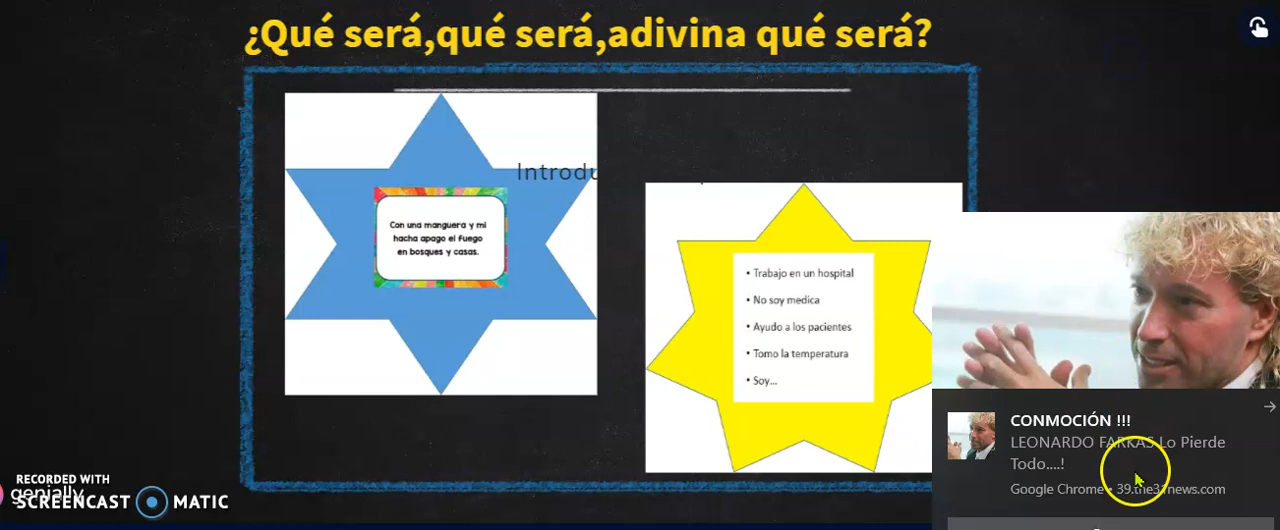 ¿Qué será,qué será,adivina qué será?
Introdu
Con una manguera y mi
hacha apago el fuego
en bosques y casas.
• Trabajo en un hospital
• No soy medica
• Ayudo a los pacientes
• Tomo la temperatura
• Soy...
CONMOCIÓN !!!
LEONARDO FARKAS Lo Pierde
Todo....!
Google Chrome • 39.the31news.com
RECORDED WITH
SCREENCAST MATIC
genially